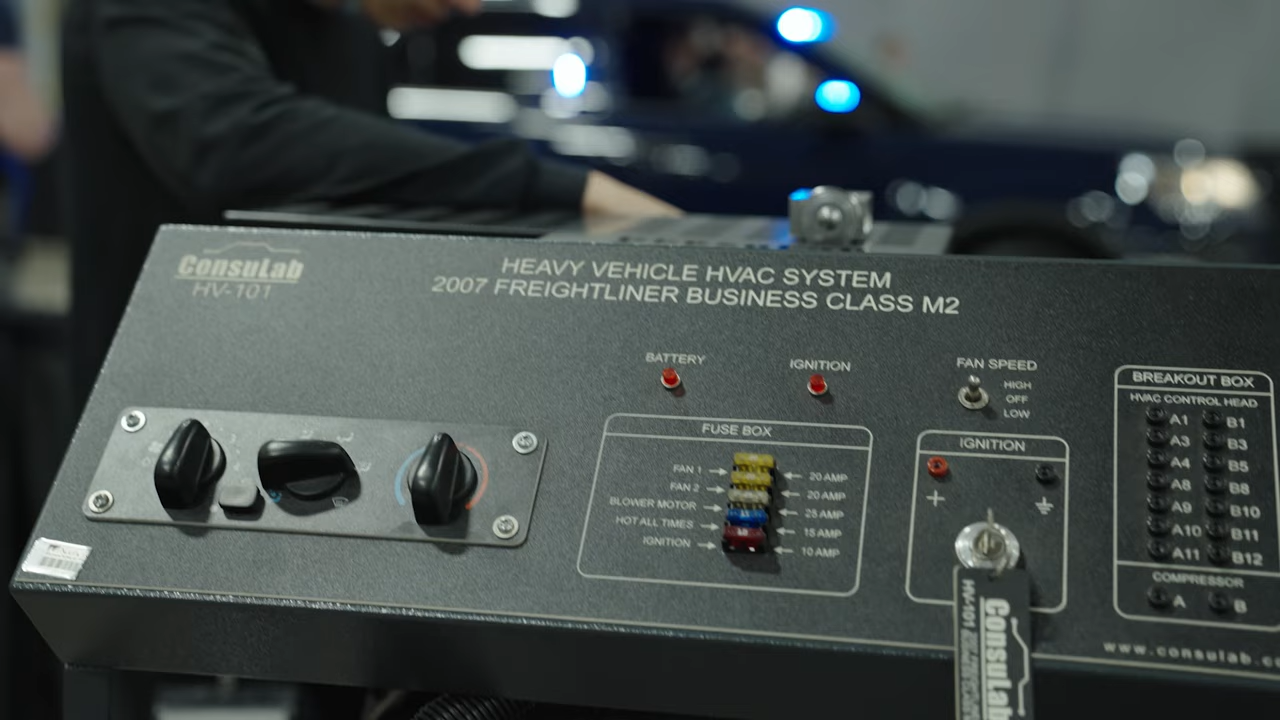 ConsuLab
HV-101
HEAVY VEHICLE HVAC SYSTEM
2007 FREIGHTLINER BUSINESS CLASS M2
BATTERY
IGNITION
FAN SPEED
HIGH
OFF
LOW
FUSE BOX
FAN 1
20 AMP
FAN 2
20 AMP
BLOWER MOTOR
25 AMP
HOT ALL TIMES
15 AMP
IGNITION
10 AMP
IGNITION
+
BREAKOUT BOX
HVAC CONTROL HEAD
A1 B1
A3 B3
A4 B5
A8 B8
A9 B10
A10 B11
A11 B12
COMPRESSOR
A B
www.consulab.c
HV-101
ConsuLab